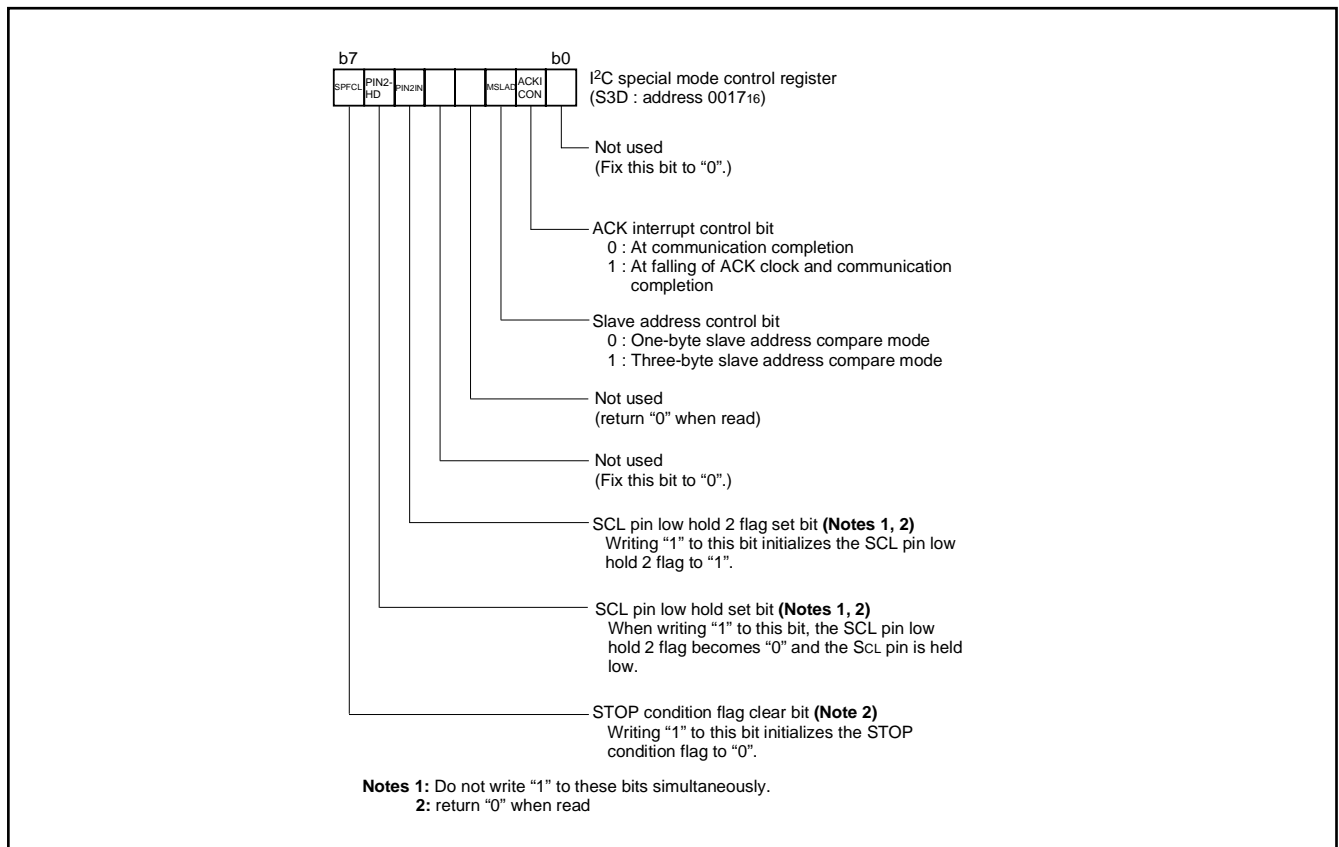 b7 b0
SPFCL PIN2-HD PIN2IN MSLAD ACKICON
I2C special mode control register
(S3D : address 001716)
Not used
(Fix this bit to “0”.)
ACK interrupt control bit
0 : At communication completion
1 : At falling of ACK clock and communication
completion
Slave address control bit
0 : One-byte slave address compare mode
1 : Three-byte slave address compare mode
Not used
(return “0” when read)
Not used
(Fix this bit to “0”.)
SCL pin low hold 2 flag set bit (Notes 1, 2)
Writing “1” to this bit initializes the SCL pin low
hold 2 flag to “1”.
SCL pin low hold set bit (Notes 1, 2)
When writing “1” to this bit, the SCL pin low
hold 2 flag becomes “0” and the SCL pin is held
low.
STOP condition flag clear bit (Note 2)
Writing “1” to this bit initializes the STOP
condition flag to “0”.
Notes 1: Do not write “1” to these bits simultaneously.
2: return “0” when read